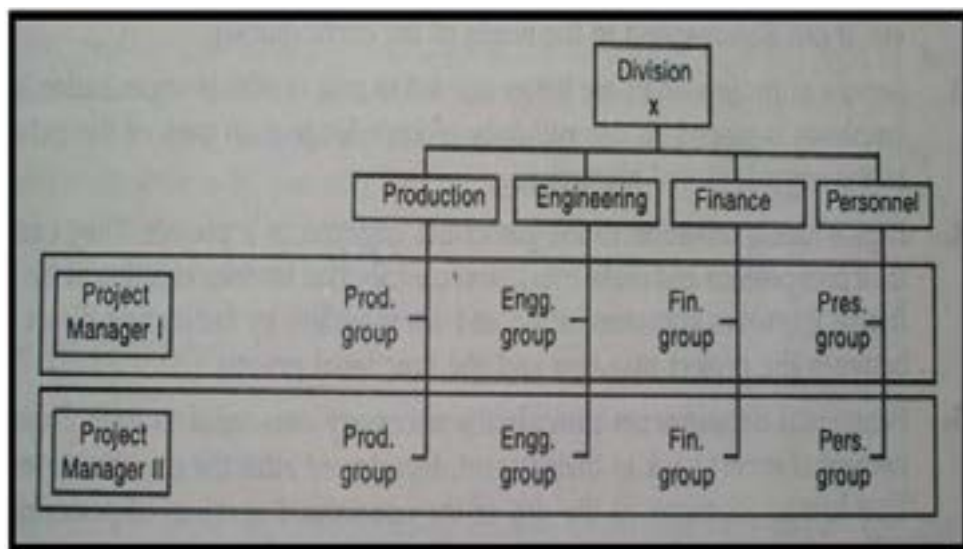 Division
x
Production Engineering Finance Personnel
Project
Manager I
Prod.
group
Engg.
group
Fin.
group
Pres.
group
Project
Manager II
Prod.
group
Engg.
group
Fin.
group
Pers.
group